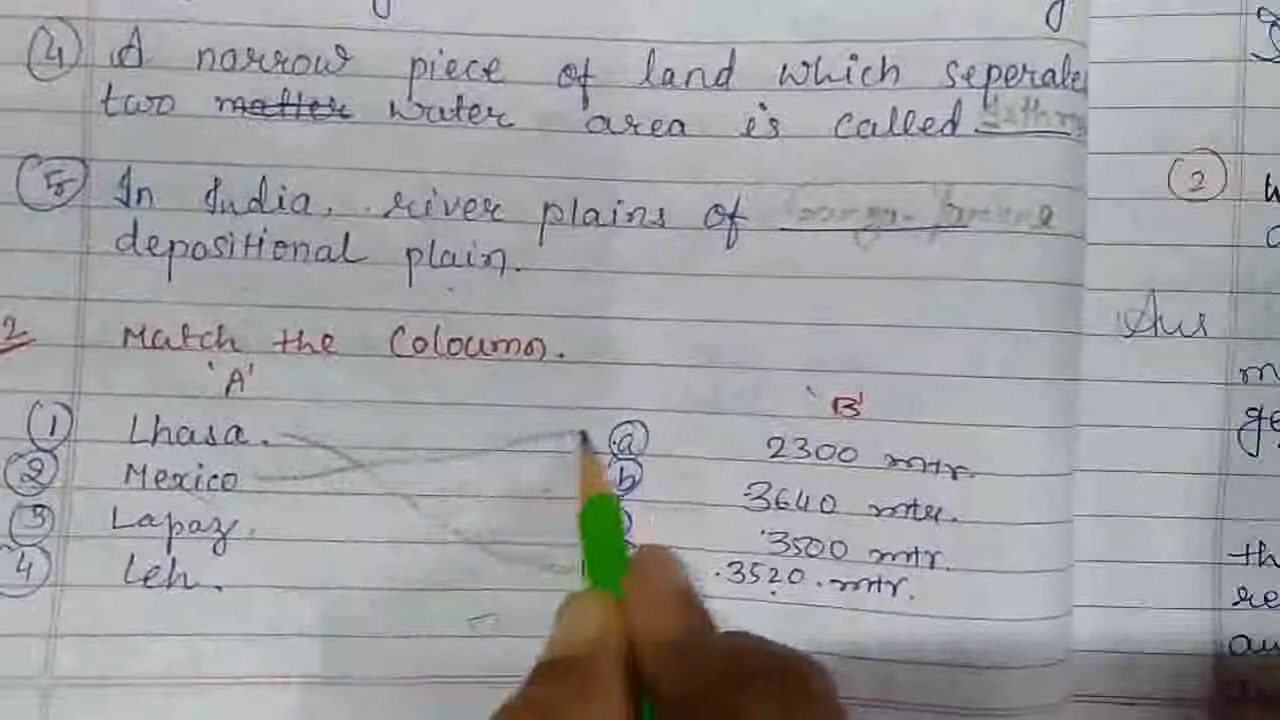 ④ A narrow piece of land which seperate
two matter water area is called
⑤ In India, river plains of
depositional plain.
2 Match the Coloumn.
'A' 'B'
① Lhasa. ⓐ 2300 mtr.
② Mexico ⓑ 3640 mtr.
③ Lapaz. 3500 mtr.
④ Leh. 3520 mtr.
②
Ans